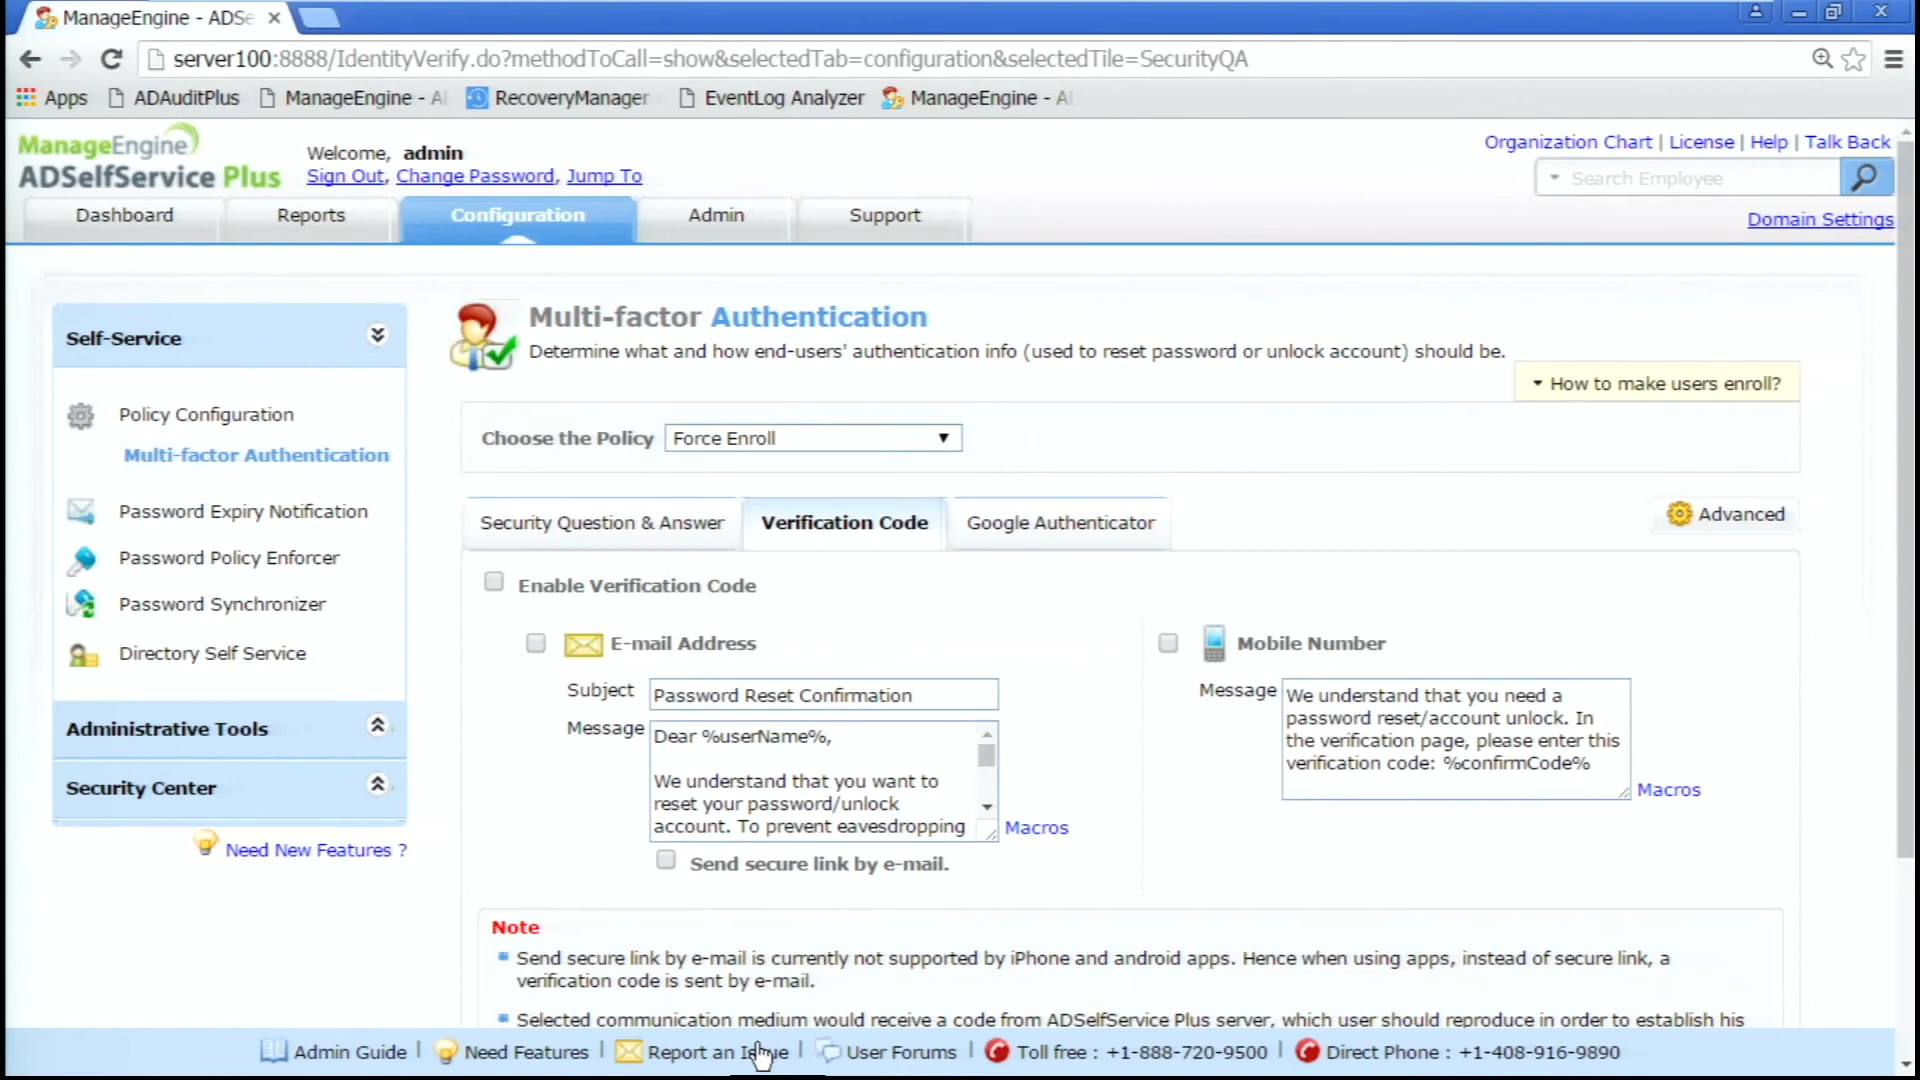 ManageEngine - ADSe
server100:8888/IdentityVerify.do?methodToCall=show&selectedTab=configuration&selectedTile=SecurityQA
Apps ADAuditPlus ManageEngine - A RecoveryManager EventLog Analyzer ManageEngine - A
ManageEngine
ADSelfService Plus
Welcome, admin
Sign Out, Change Password, Jump To
Organization Chart | License | Help | Talk Back
Search Employee
Dashboard Reports Configuration Admin Support
Domain Settings
Self-Service
Policy Configuration
Multi-factor Authentication
Password Expiry Notification
Password Policy Enforcer
Password Synchronizer
Directory Self Service
Administrative Tools
Security Center
Need New Features ?
Multi-factor Authentication
Determine what and how end-users' authentication info (used to reset password or unlock account) should be.
How to make users enroll?
Choose the Policy Force Enroll
Security Question & Answer Verification Code Google Authenticator
Advanced
Enable Verification Code
E-mail Address
Subject Password Reset Confirmation
Message Dear %userName%,
We understand that you want to
reset your password/unlock
account. To prevent eavesdropping
Macros
Send secure link by e-mail.
Mobile Number
Message We understand that you need a
password reset/account unlock. In
the verification page, please enter this
verification code: %confirmCode%
Macros
Note
Send secure link by e-mail is currently not supported by iPhone and android apps. Hence when using apps, instead of secure link, a
verification code is sent by e-mail.
Selected communication medium would receive a code from ADSelfService Plus server, which user should reproduce in order to establish his
Admin Guide | Need Features | Report an Issue | User Forums | Toll free : +1-888-720-9500 | Direct Phone : +1-408-916-9890